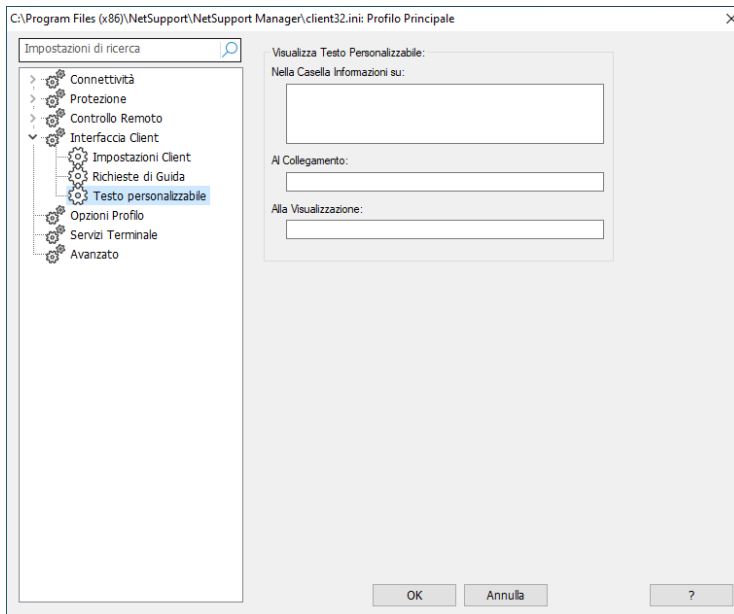 C:\Program Files (x86)\NetSupport\NetSupport Manager\client32.ini: Profilo Principale
Impostazioni di ricerca
Connettività
Protezione
Controllo Remoto
Interfaccia Client
Impostazioni Client
Richieste di Guida
Testo personalizzabile
Opzioni Profilo
Servizi Terminale
Avanzato
Visualizza Testo Personalizzabile:
Nella Casella Informazioni su:
Al Collegamento:
Alla Visualizzazione:
OK
Annulla
?